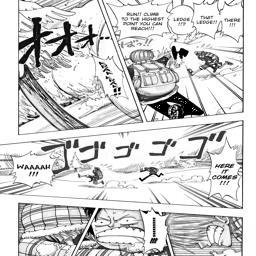 THERE
!!!
THAT
LEDGE!!
LEDGE
!!?
RUN!! CLIMB
TO THE HIGHEST
POINT YOU CAN
REACH!!!
オオオ
ゴゴゴゴゴ
HERE
IT
COMES
!!!
WAAAAH
!!!